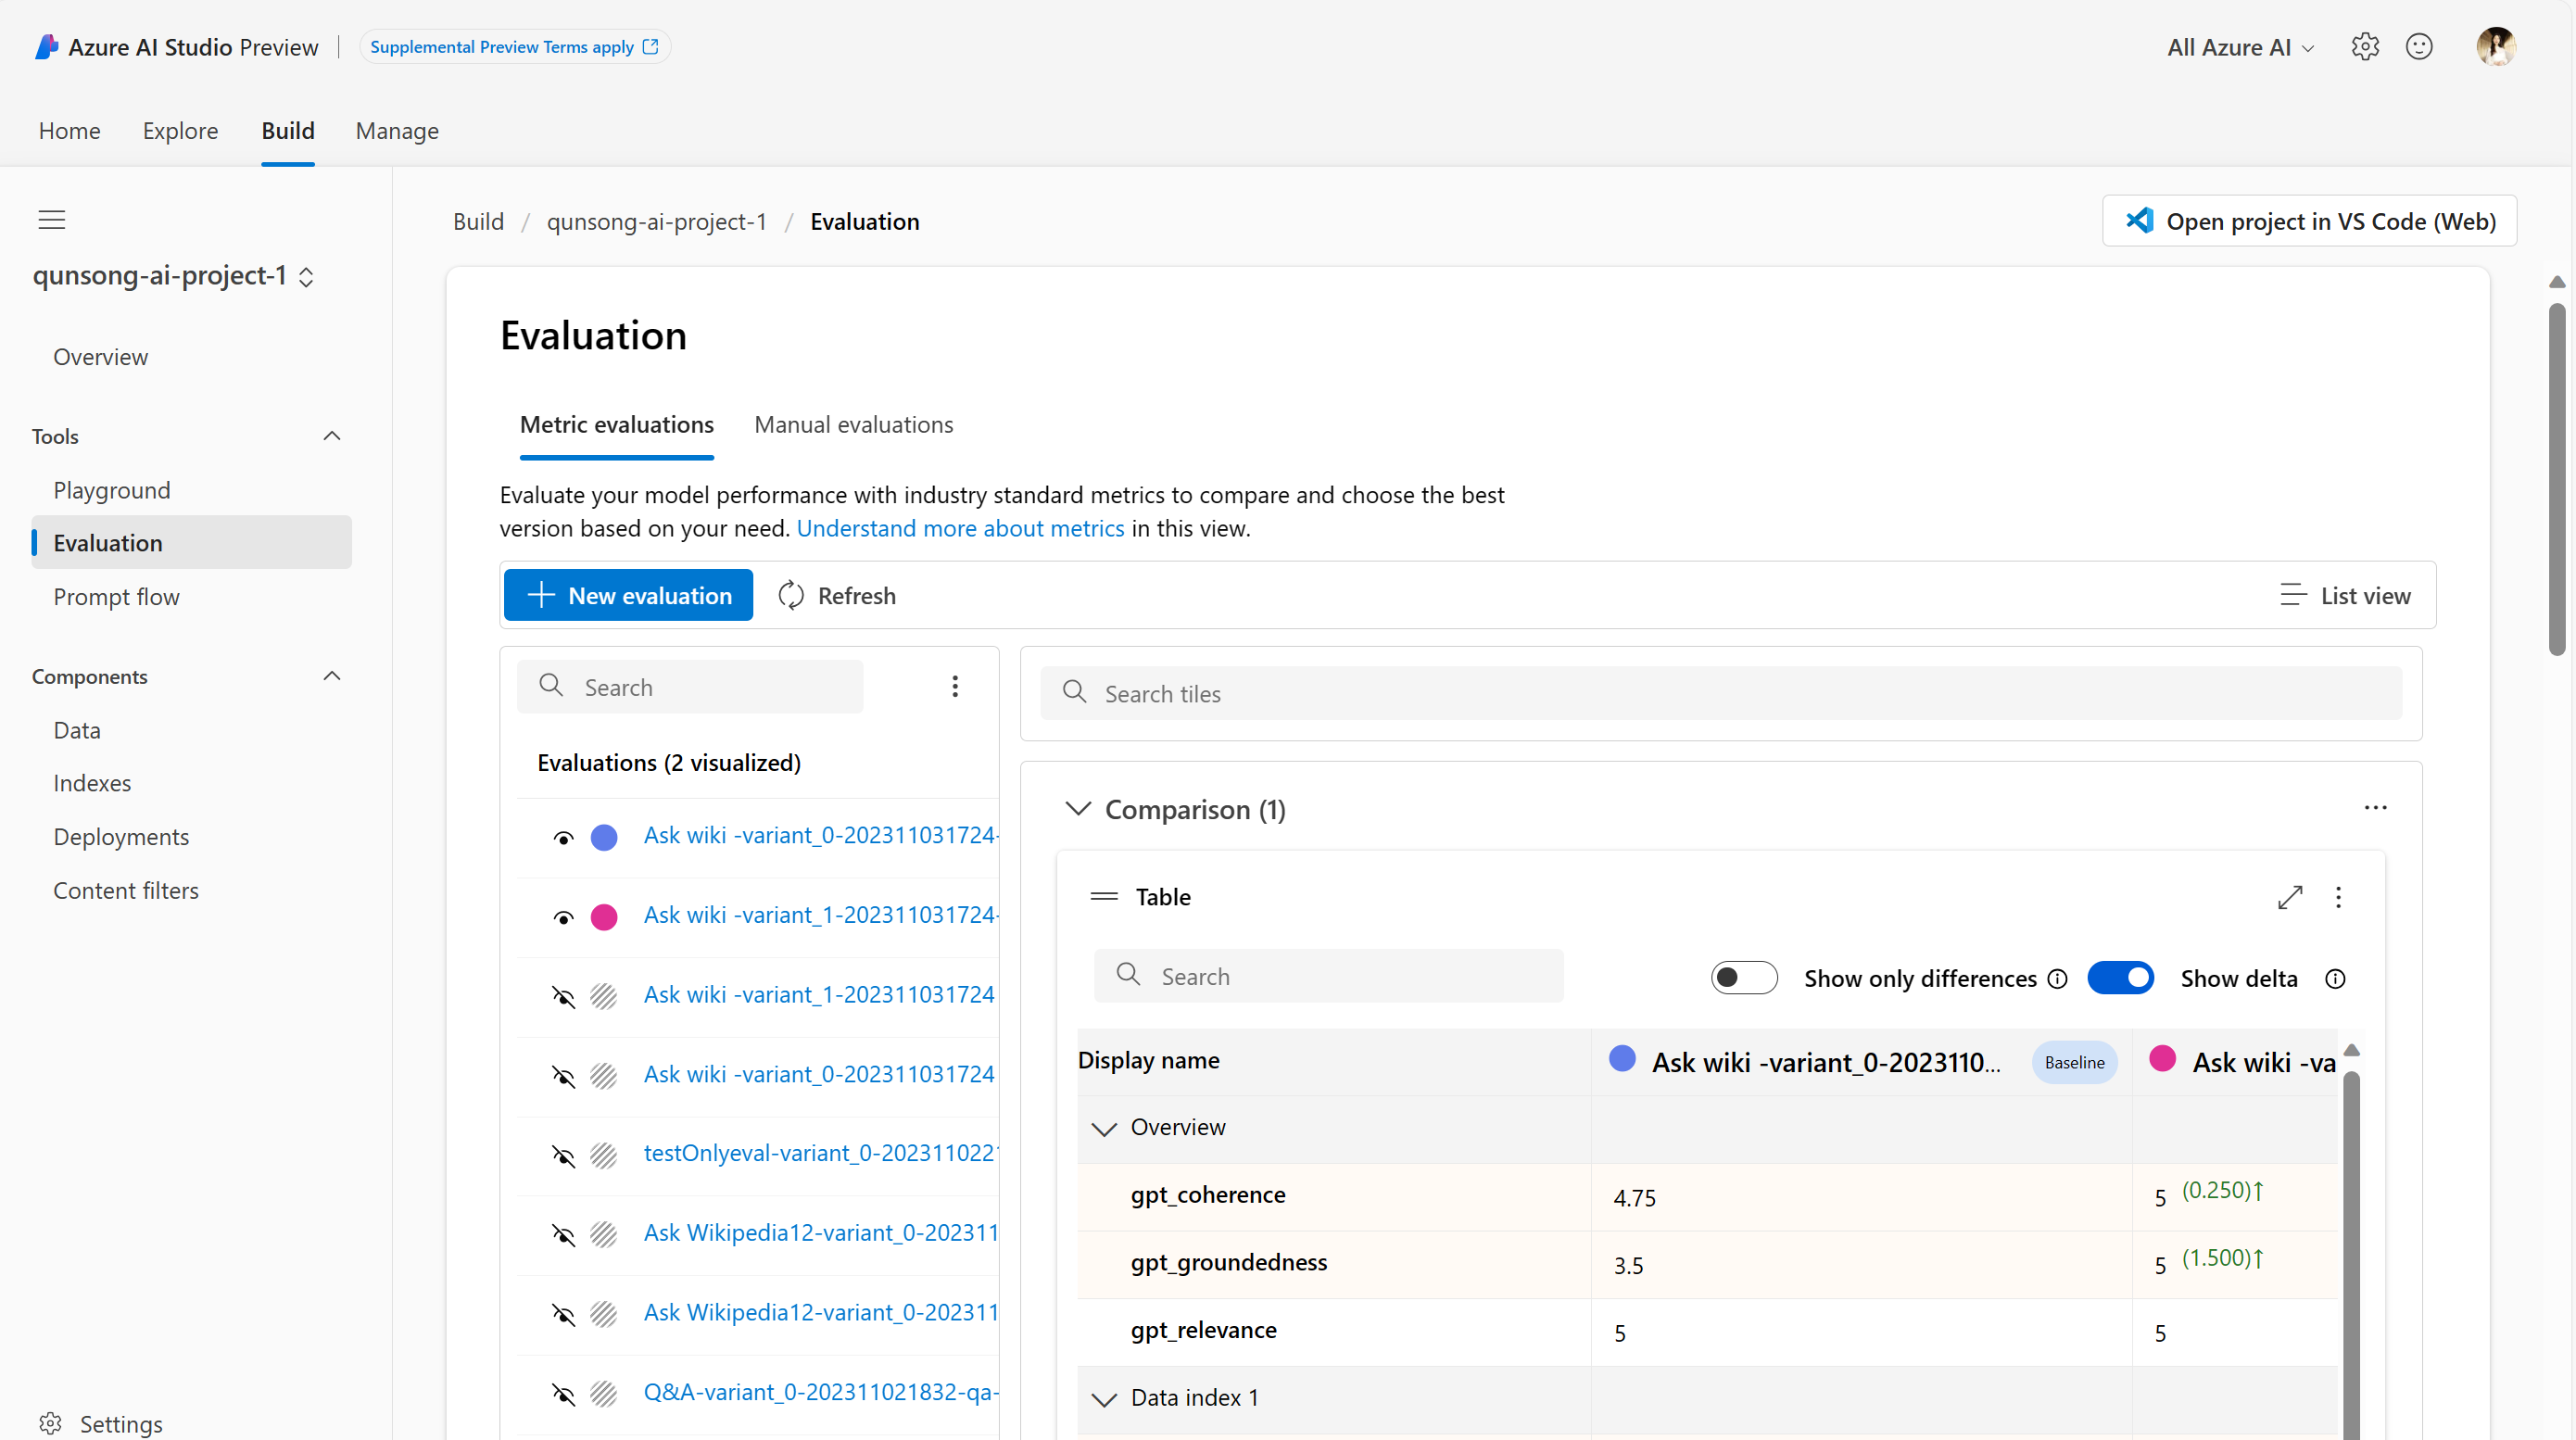 Azure AI Studio Preview
Supplemental Preview Terms apply
All Azure AI
Home
Explore
Build
Manage
Build / qunsong-ai-project-1 / Evaluation
Open project in VS Code (Web)
qunsong-ai-project-1
Overview
Tools
Playground
Evaluation
Prompt flow
Components
Data
Indexes
Deployments
Content filters
Settings
Evaluation
Metric evaluations
Manual evaluations
Evaluate your model performance with industry standard metrics to compare and choose the best
version based on your need. Understand more about metrics in this view.
New evaluation
Refresh
List view
Search
Evaluations (2 visualized)
Ask wiki -variant_0-202311031724-
Ask wiki -variant_1-202311031724-
Ask wiki -variant_1-202311031724
Ask wiki -variant_0-202311031724
testOnlyeval-variant_0-2023110221
Ask Wikipedia12-variant_0-202311
Ask Wikipedia12-variant_0-202311
Q&A-variant_0-202311021832-qa-
Search tiles
Comparison (1)
Table
Search
Show only differences
Show delta
Display name
Ask wiki -variant_0-2023110...
Baseline
Ask wiki -va
Overview
gpt_coherence 4.75 5 (0.250)↑
gpt_groundedness 3.5 5 (1.500)↑
gpt_relevance 5 5
Data index 1